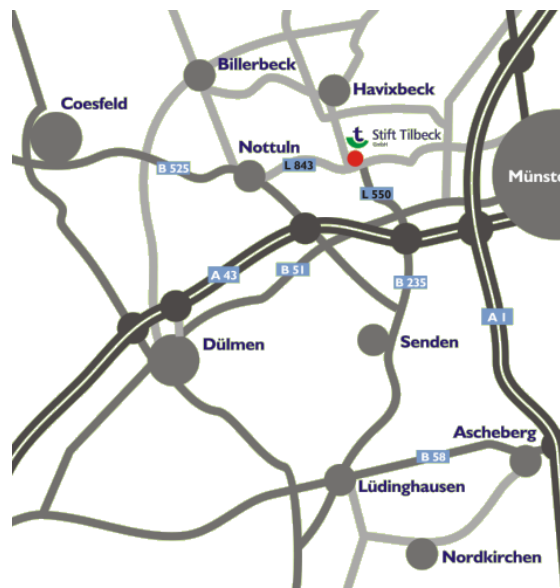 Billerbeck
Coesfeld
Havixbeck
t
Stift Tilbeck
GmbH
Nottuln
L 843
B 525
L 550
Münste
A 43
B 51
B 235
A 1
Dülmen
Senden
Ascheberg
B 58
Lüdinghausen
Nordkirchen